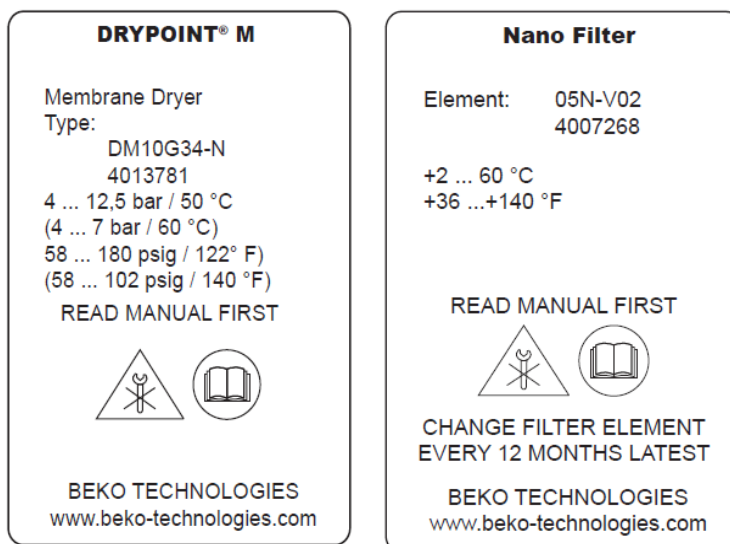 DRYPOINT® M
Membrane Dryer
Type:
DM10G34-N
4013781
4 ... 12,5 bar / 50 °C
(4 ... 7 bar / 60 °C)
58 ... 180 psig / 122° F)
(58 ... 102 psig / 140 °F)
READ MANUAL FIRST
BEKO TECHNOLOGIES
www.beko-technologies.com
Nano Filter
Element: 05N-V02
4007268
+2 ... 60 °C
+36 ...+140 °F
READ MANUAL FIRST
CHANGE FILTER ELEMENT
EVERY 12 MONTHS LATEST
BEKO TECHNOLOGIES
www.beko-technologies.com